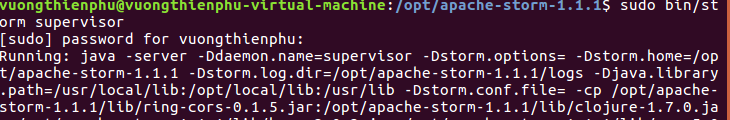 vuongthienphu@vuongthienphu-virtual-machine:/opt/apache-storm-1.1.1$ sudo bin/st
orm supervisor
[sudo] password for vuongthienphu:
Running: java -server -Ddaemon.name=supervisor -Dstorm.options= -Dstorm.home=/op
t/apache-storm-1.1.1 -Dstorm.log.dir=/opt/apache-storm-1.1.1/logs -Djava.library
.path=/usr/local/lib:/opt/local/lib:/usr/lib -Dstorm.conf.file= -cp /opt/apache-
storm-1.1.1/lib/ring-cors-0.1.5.jar:/opt/apache-storm-1.1.1/lib/clojure-1.7.0.ja